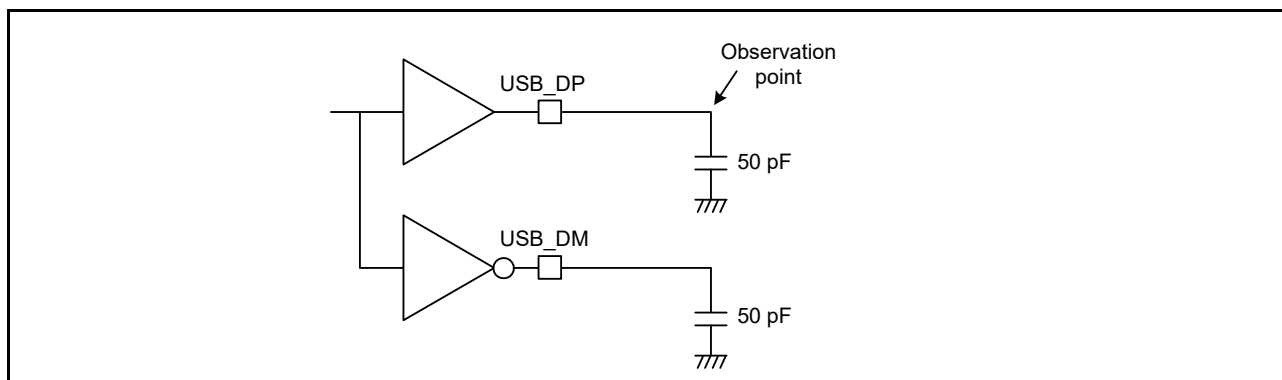 Observation
point
USB_DP
50 pF
USB_DM
50 pF